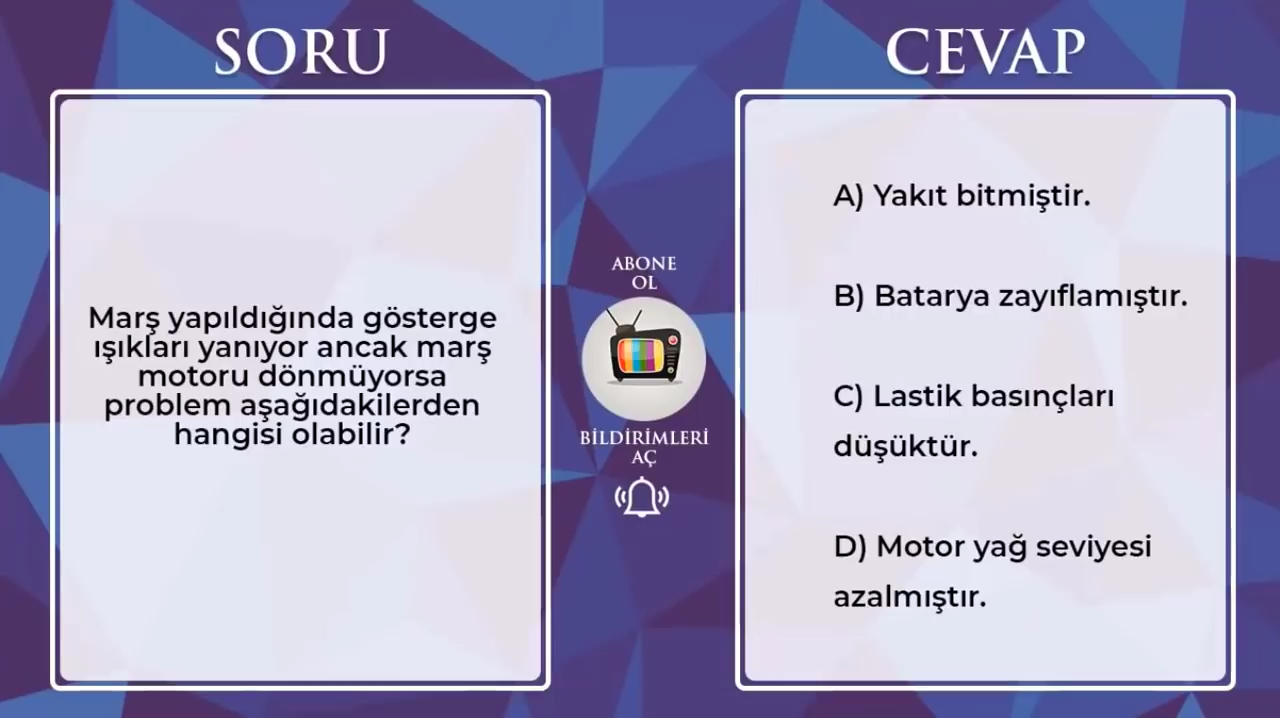 SORU
Marş yapıldığında gösterge
ışıkları yanıyor ancak marş
motoru dönmüyorsa
problem aşağıdakilerden
hangisi olabilir?
ABONE
OL
BİLDİRİMLERİ
AÇ
CEVAP
A) Yakıt bitmiştir.
B) Batarya zayıflamıştır.
C) Lastik basınçları
düşüktür.
D) Motor yağ seviyesi
azalmıştır.